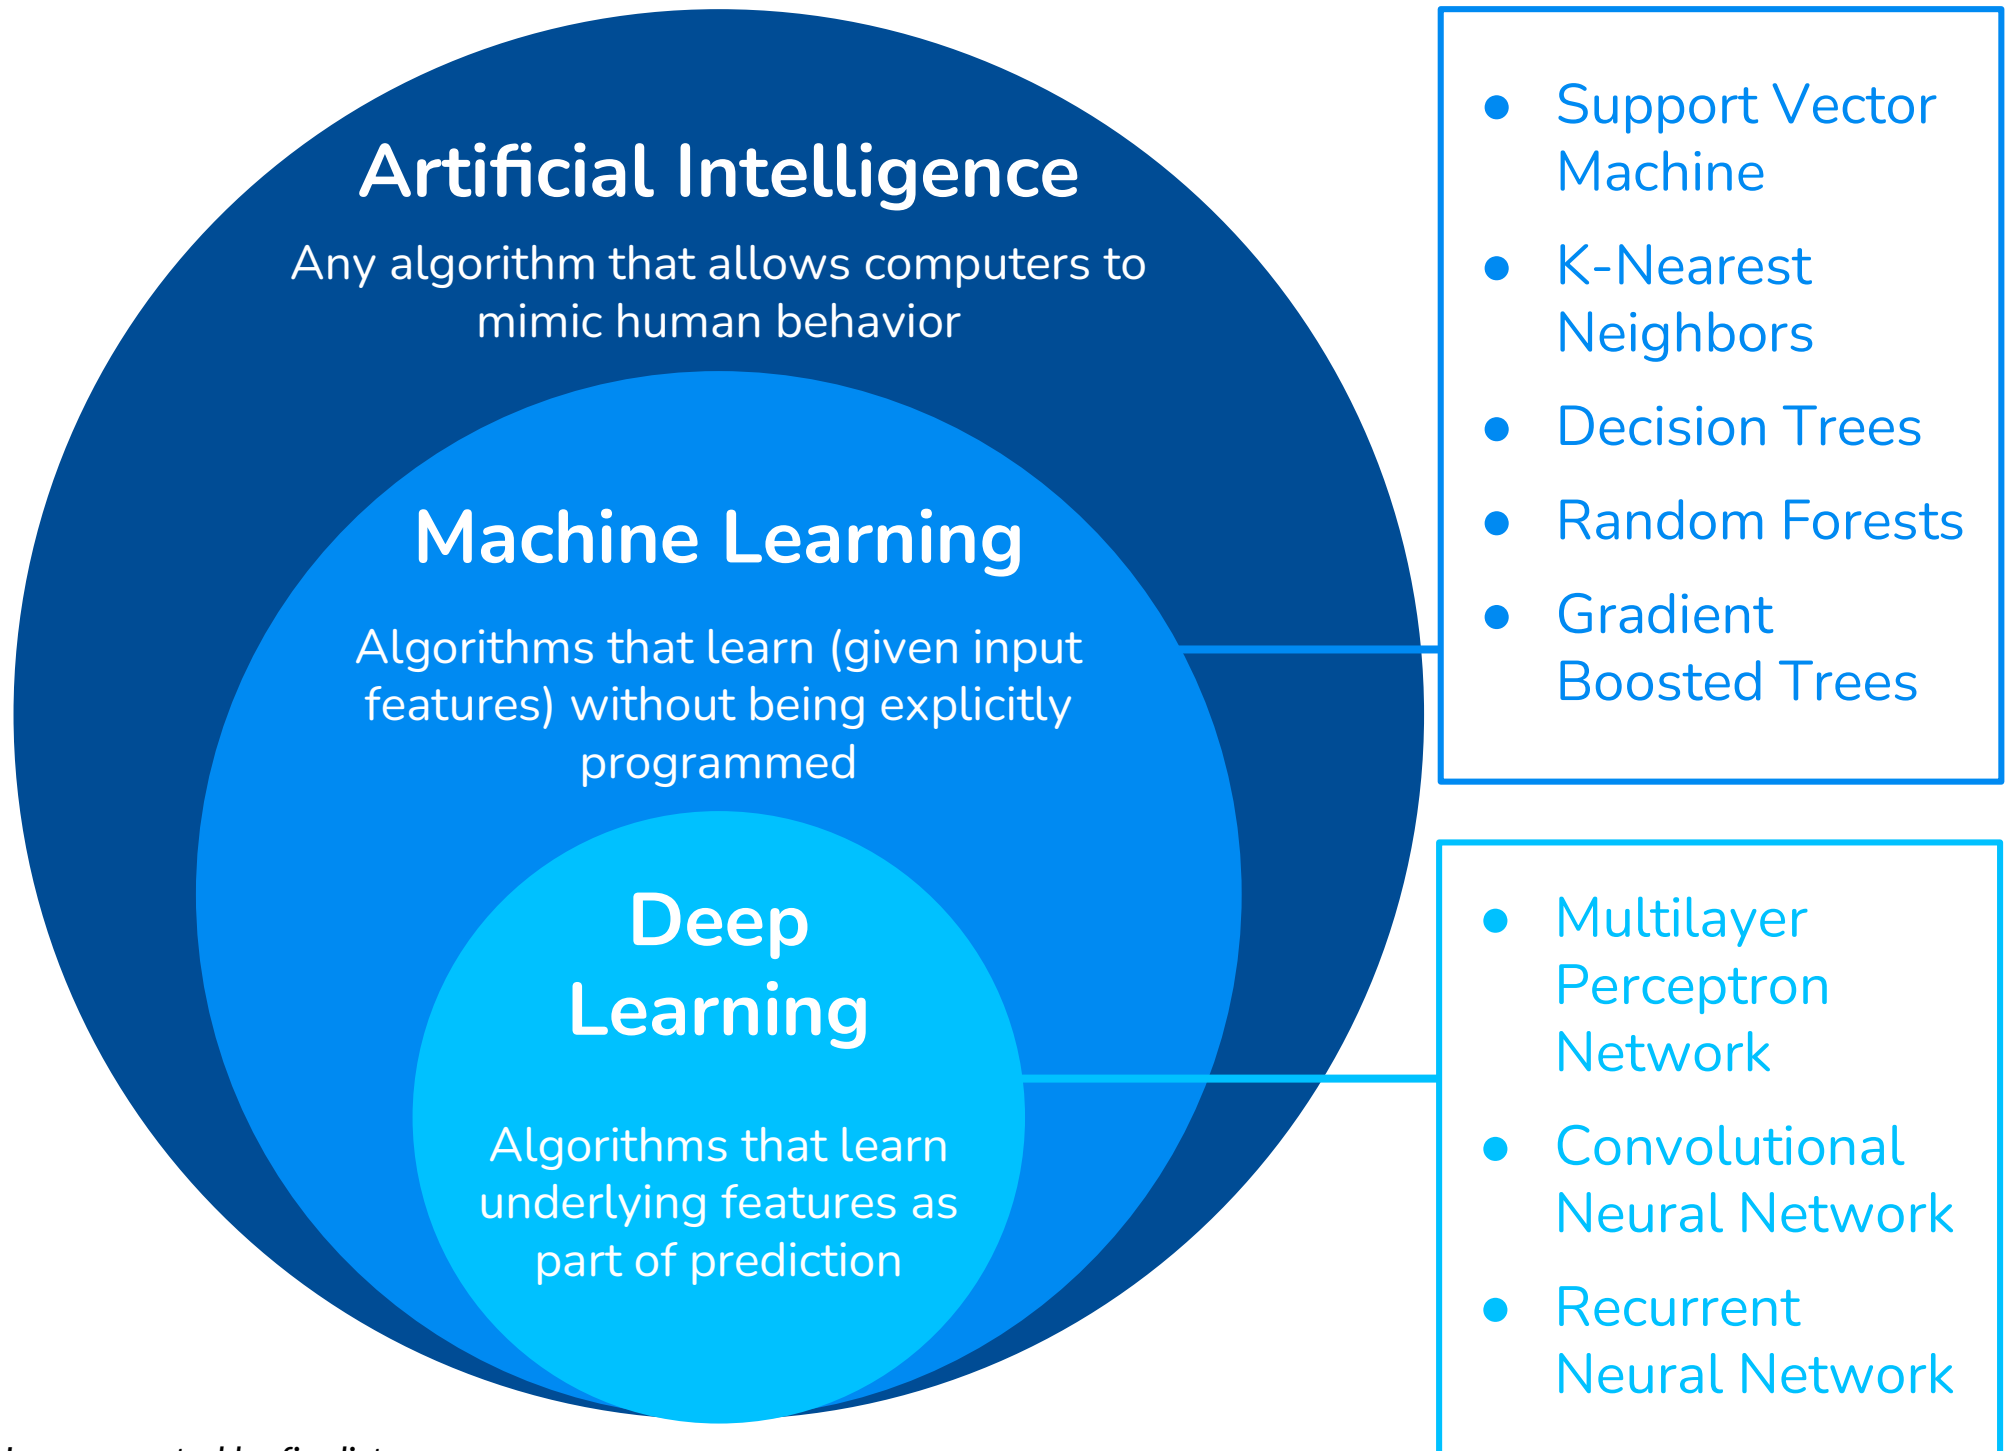 Artificial Intelligence
Any algorithm that allows computers to
mimic human behavior
Machine Learning
Algorithms that learn (given input
features) without being explicitly
programmed
Deep
Learning
Algorithms that learn
underlying features as
part of prediction
● Support Vector
Machine
● K-Nearest
Neighbors
● Decision Trees
● Random Forests
● Gradient
Boosted Trees
● Multilayer
Perceptron
Network
● Convolutional
Neural Network
● Recurrent
Neural Network